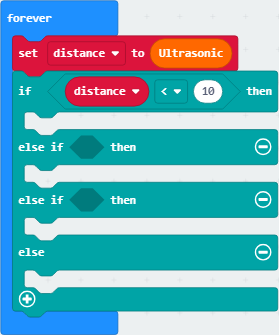 forever
set distance to Ultrasonic
if distance < 10 then
else if then
else if then
else